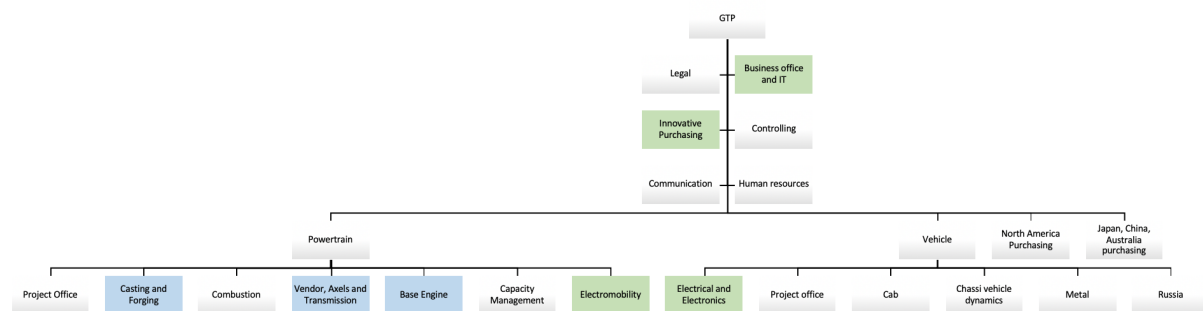 GTP
Legal
Business office
and IT
Innovative
Purchasing
Controlling
Communication
Human resources
Powertrain
Vehicle
North America
Purchasing
Japan, China,
Australia
purchasing
Project Office
Casting and
Forging
Combustion
Vendor, Axels and
Transmission
Base Engine
Capacity
Management
Electromobility
Electrical and
Electronics
Project office
Cab
Chassi vehicle
dynamics
Metal
Russia